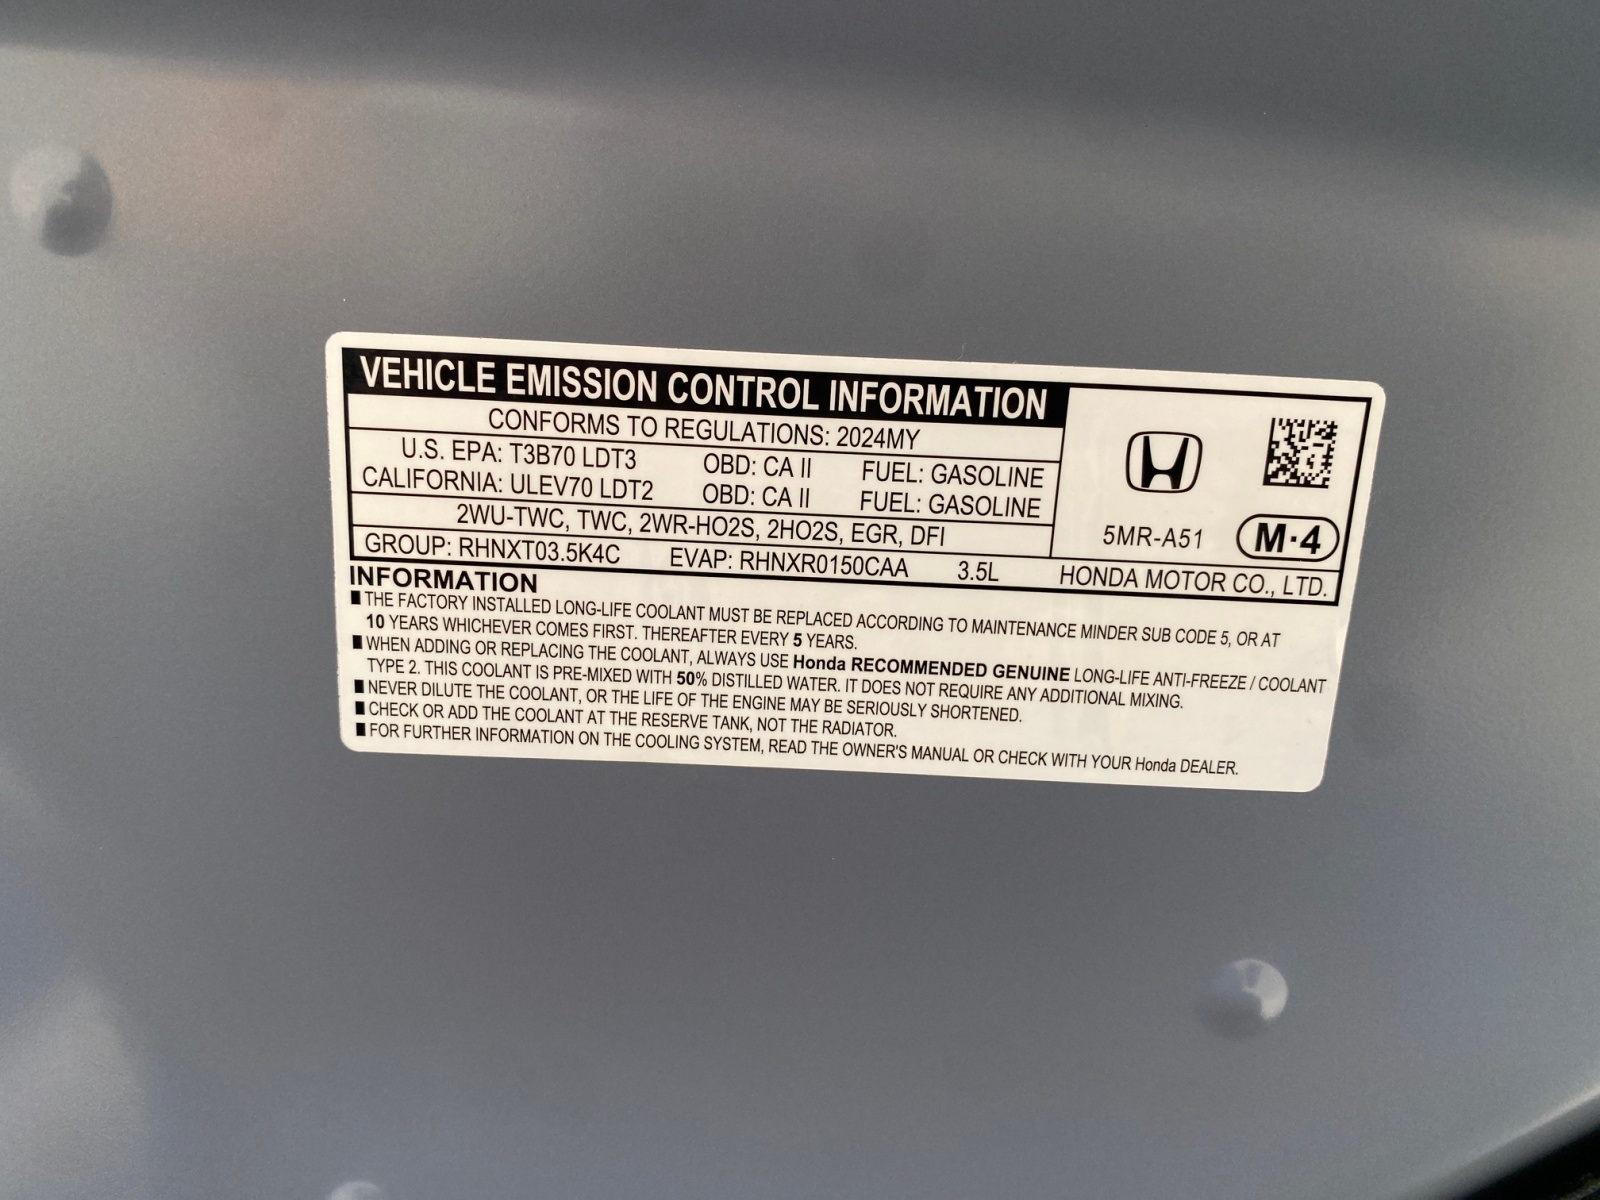 VEHICLE EMISSION CONTROL INFORMATION
CONFORMS TO REGULATIONS: 2024MY
U.S. EPA: T3B70 LDT3 OBD: CA II FUEL: GASOLINE
CALIFORNIA: ULEV70 LDT2 OBD: CA II FUEL: GASOLINE
2WU-TWC, TWC, 2WR-HO2S, 2HO2S, EGR, DFI
5MR-A51 M·4
GROUP: RHNXT03.5K4C EVAP: RHNXR0150CAA 3.5L HONDA MOTOR CO., LTD.
INFORMATION
■ THE FACTORY INSTALLED LONG-LIFE COOLANT MUST BE REPLACED ACCORDING TO MAINTENANCE MINDER SUB CODE 5, OR AT
10 YEARS WHICHEVER COMES FIRST. THEREAFTER EVERY 5 YEARS.
■ WHEN ADDING OR REPLACING THE COOLANT, ALWAYS USE Honda RECOMMENDED GENUINE LONG-LIFE ANTI-FREEZE / COOLANT
TYPE 2. THIS COOLANT IS PRE-MIXED WITH 50% DISTILLED WATER. IT DOES NOT REQUIRE ANY ADDITIONAL MIXING.
■ NEVER DILUTE THE COOLANT, OR THE LIFE OF THE ENGINE MAY BE SERIOUSLY SHORTENED.
■ CHECK OR ADD THE COOLANT AT THE RESERVE TANK, NOT THE RADIATOR.
■ FOR FURTHER INFORMATION ON THE COOLING SYSTEM, READ THE OWNER'S MANUAL OR CHECK WITH YOUR Honda DEALER.